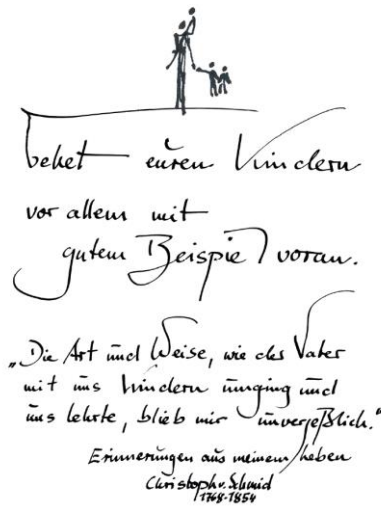 Gehet euren Kindern
vor allem mit
gutem Beispiel voran.
„Die Art und Weise, wie der Vater
mit uns Kindern umging und
uns lehrte, blieb mir unvergeßlich."
Erinnerungen aus meinem Leben
Christoph v. Schmid
1768-1854